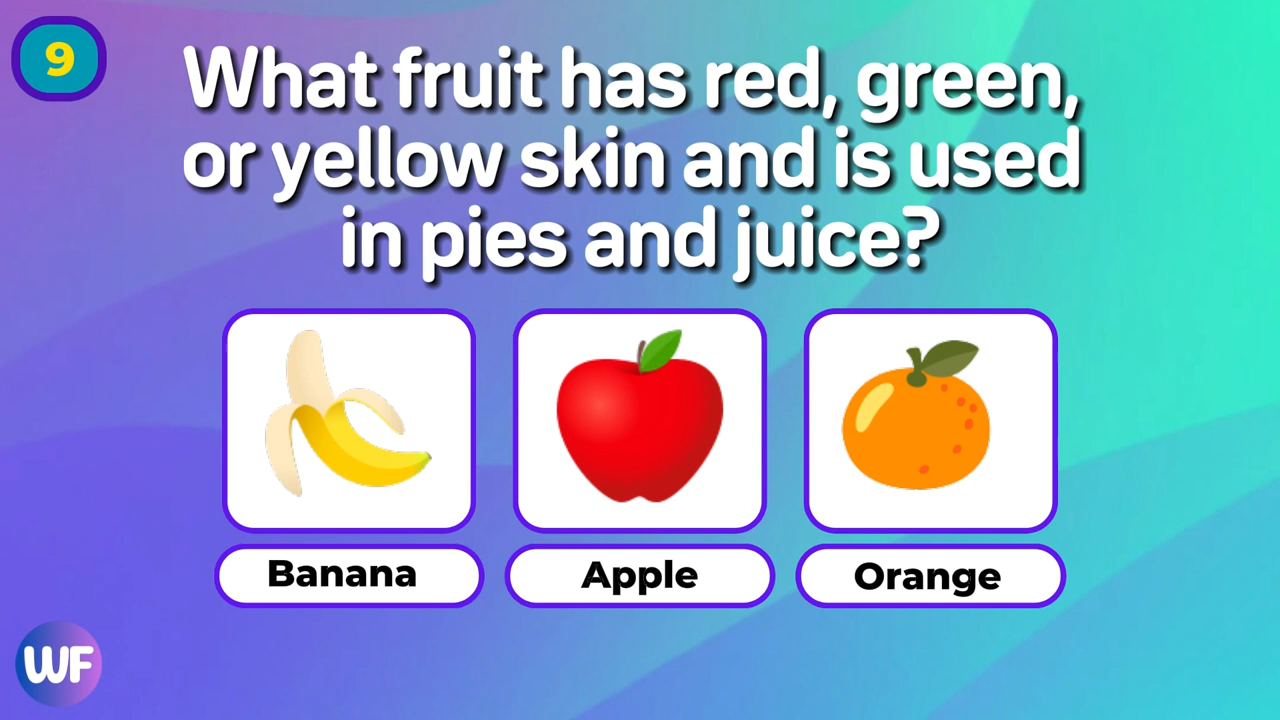 9
What fruit has red, green,
or yellow skin and is used
in pies and juice?
Banana
Apple
Orange
WF